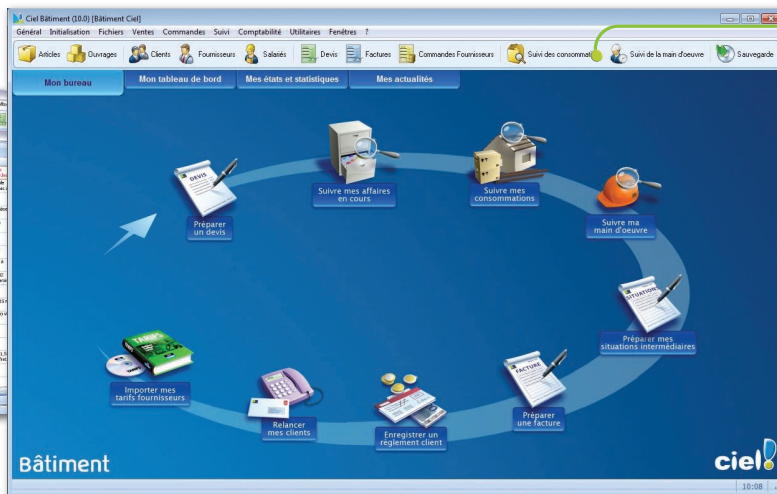 Ciel Bâtiment (10.0) [Bâtiment Ciel]
Général Initialisation Fichiers Ventes Commandes Suivi Comptabilité Utilitaires Fenêtres ?
Articles Ouvrages Clients Fournisseurs Salariés Devis Factures Commandes Fournisseurs Suivi des consommat Suivi de la main d'oeuvre Sauvegarde
Mon bureau Mon tableau de bord Mes états et statistiques Mes actualités
DEVIS
Préparer
un devis
Suivre mes affaires
en cours
Suivre mes
consommations
Suivre ma
main d'oeuvre
SITUATION
Préparer mes
situations intermédiaires
FACTURE
Préparer
une facture
Enregistrer un
règlement client
Relancer
mes clients
TARIFS
Importer mes
tarifs fournisseurs
Bâtiment
ciel!
10:08